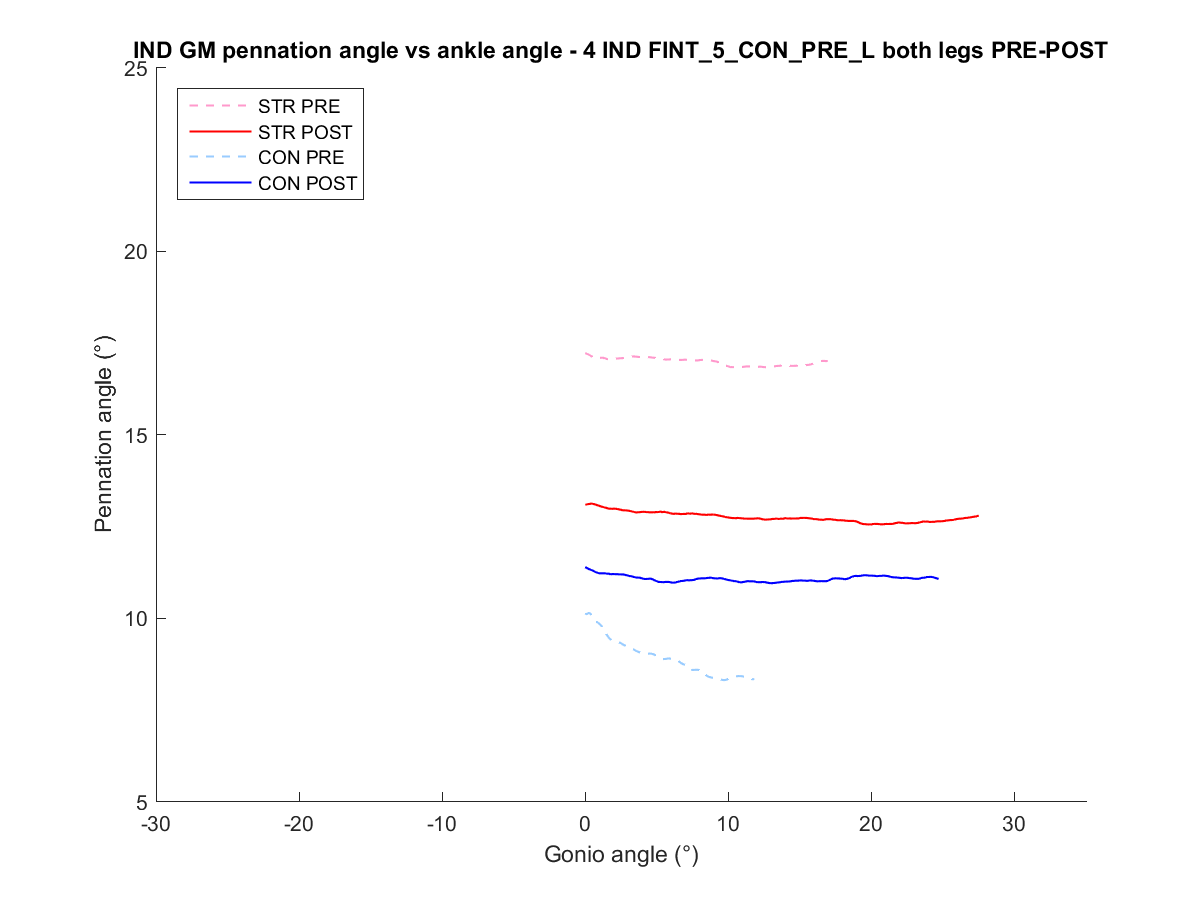 IND GM pennation angle vs ankle angle - 4 IND FINT_5_CON_PRE_L both legs PRE-POST
25
STR PRE
STR POST
CON PRE
CON POST
20
15
Pennation angle (°)
10
5
-30 -20 -10 0 10 20 30
Gonio angle (°)